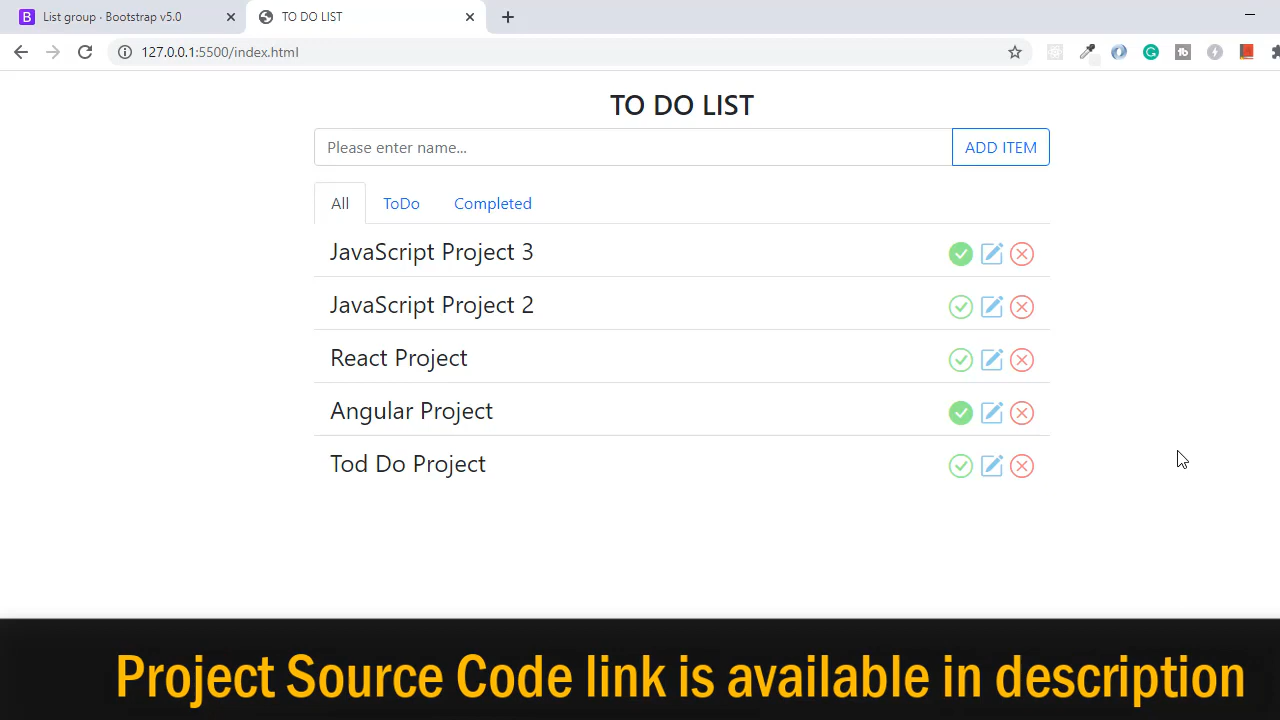 List group · Bootstrap v5.0
TO DO LIST
127.0.0.1:5500/index.html
TO DO LIST
Please enter name...
ADD ITEM
All
ToDo
Completed
JavaScript Project 3
JavaScript Project 2
React Project
Angular Project
Tod Do Project
Project Source Code link is available in description